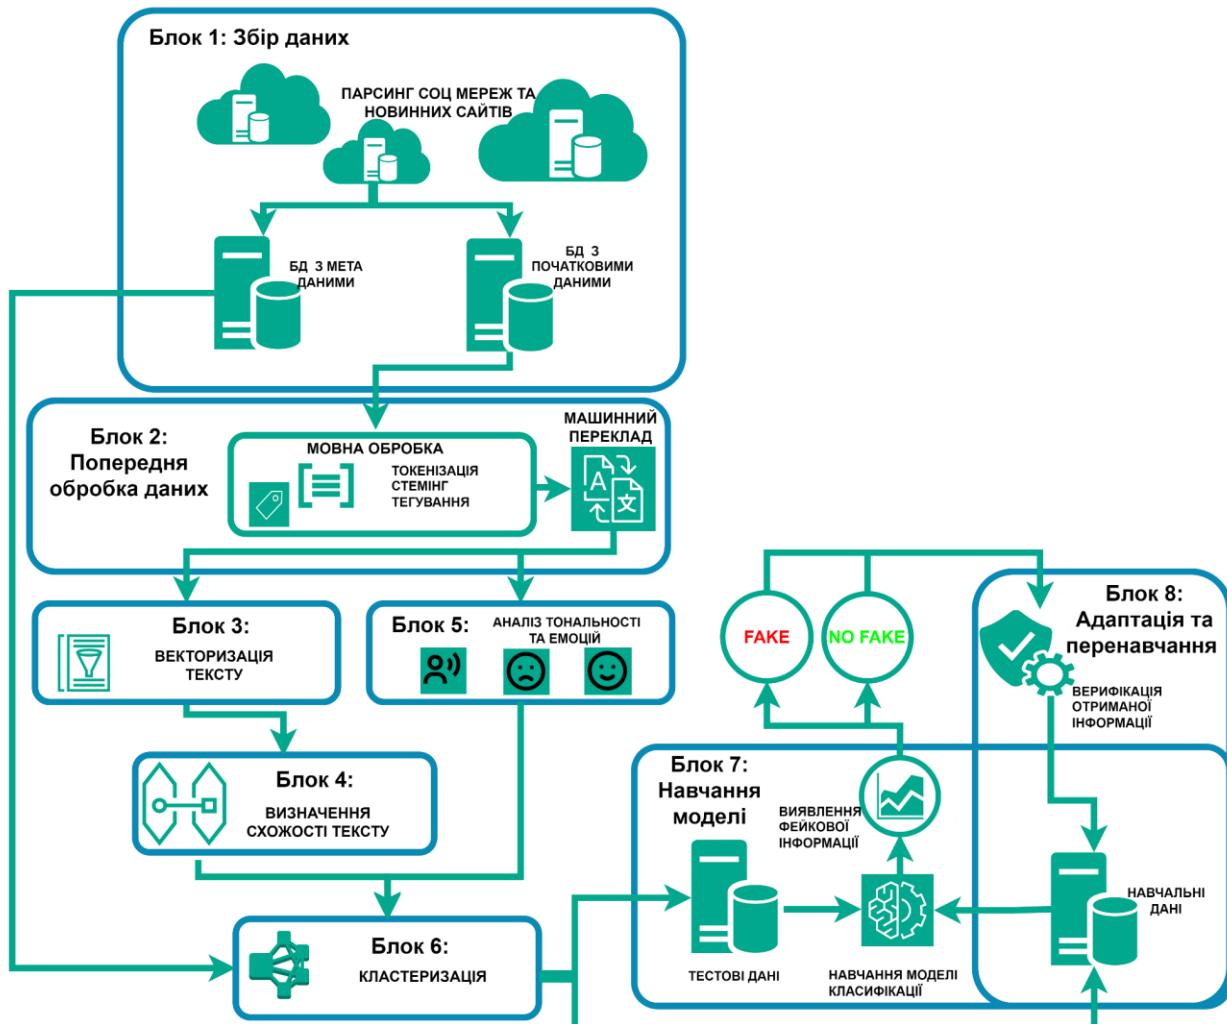 Блок 1: Збір даних
ПАРСИНГ СОЦ МЕРЕЖ ТА
НОВИННИХ САЙТІВ
БД З МЕТА
ДАНИМИ
БД З
ПОЧАТКОВИМИ
ДАНИМИ
Блок 2:
Попередня
обробка даних
МОВНА ОБРОБКА
ТОКЕНІЗАЦІЯ
СТЕМІНГ
ТЕГУВАННЯ
МАШИННИЙ
ПЕРЕКЛАД
A
文
Блок 3:
ВЕКТОРИЗАЦІЯ
ТЕКСТУ
Блок 5:
АНАЛІЗ ТОНАЛЬНОСТІ
ТА ЕМОЦІЙ
Блок 4:
ВИЗНАЧЕННЯ
СХОЖОСТІ ТЕКСТУ
Блок 6:
КЛАСТЕРИЗАЦІЯ
FAKE
NO FAKE
Блок 8:
Адаптація та
перенавчання
ВЕРИФІКАЦІЯ
ОТРИМАНОЇ
ІНФОРМАЦІЇ
Блок 7:
Навчання
моделі
ВИЯВЛЕННЯ
ФЕЙКОВОЇ
ІНФОРМАЦІЇ
ТЕСТОВІ ДАНІ
НАВЧАННЯ МОДЕЛІ
КЛАСИФІКАЦІЇ
НАВЧАЛЬНІ
ДАНІ